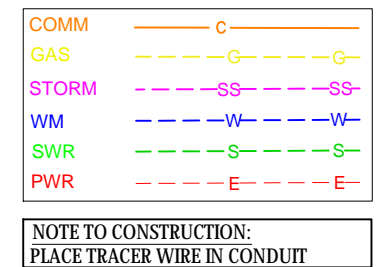 COMM C
GAS G G
STORM SS SS
WM W W
SWR S S
PWR E E
NOTE TO CONSTRUCTION:
PLACE TRACER WIRE IN CONDUIT